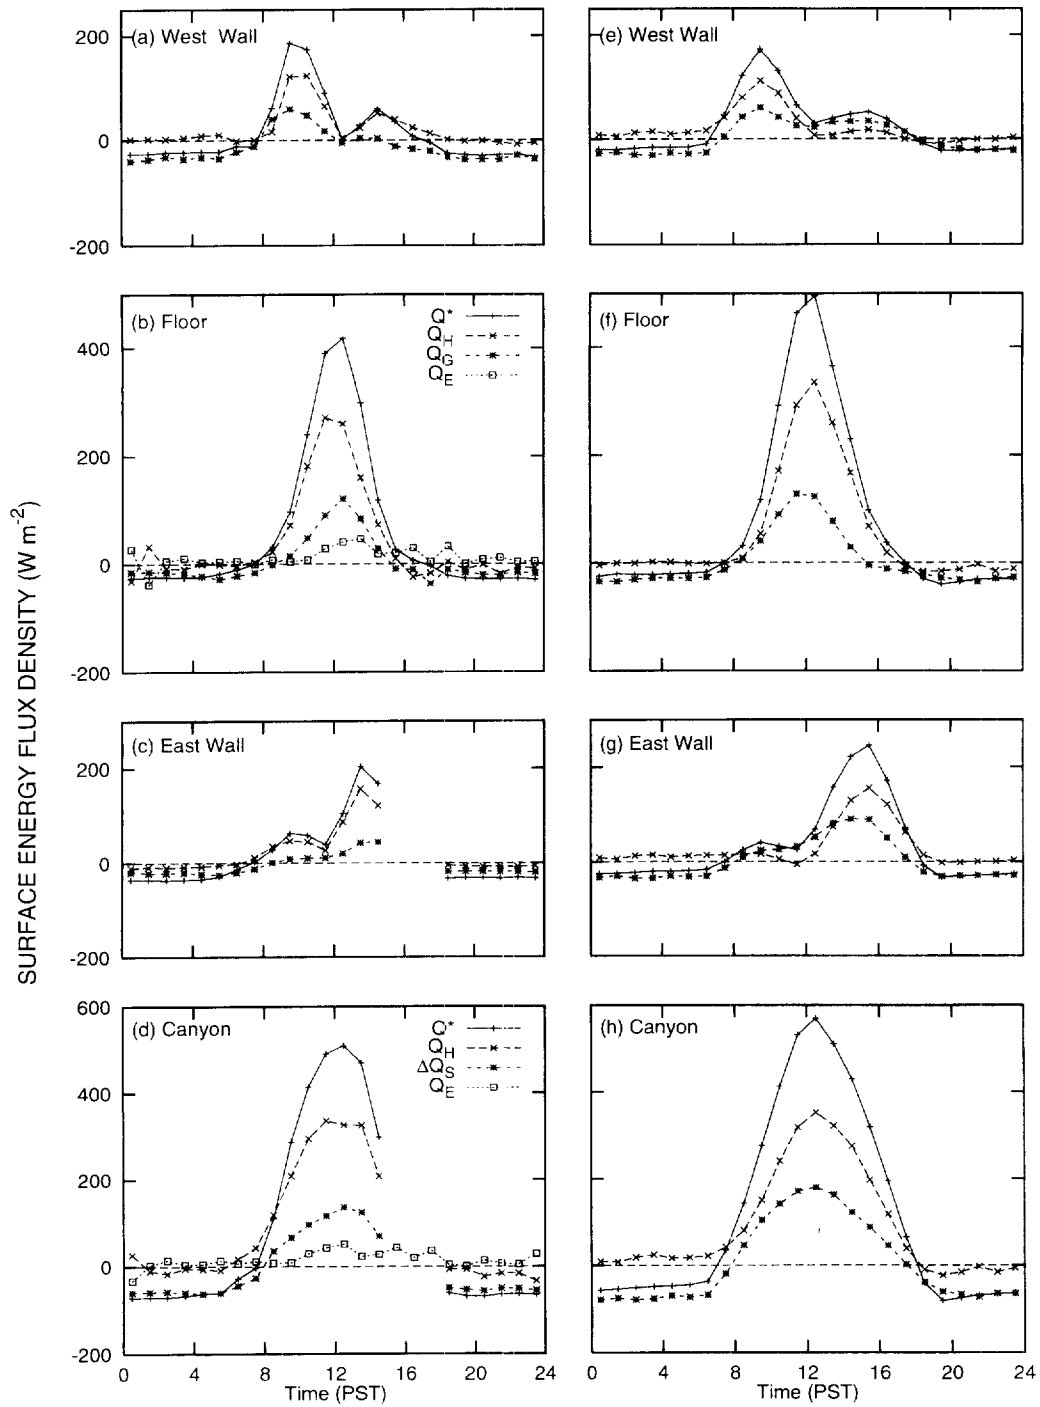 SURFACE ENERGY FLUX DENSITY (W m-2)
(a) West Wall
200
0
-200
(e) West Wall
(b) Floor
Q*
QH
QG
QE
400
200
0
-200
(f) Floor
(c) East Wall
200
0
-200
(g) East Wall
(d) Canyon
Q*
QH
ΔQS
QE
600
400
200
0
-200
0 4 8 12 16 20 24
Time (PST)
(h) Canyon
0 4 8 12 16 20 24
Time (PST)